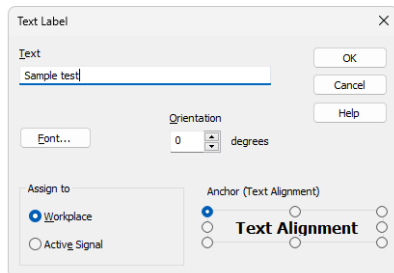 Text Label
Text
Sample test
OK
Cancel
Help
Orientation
Font...
0
degrees
Assign to
Anchor (Text Alignment)
Workplace
Text Alignment
Active Signal